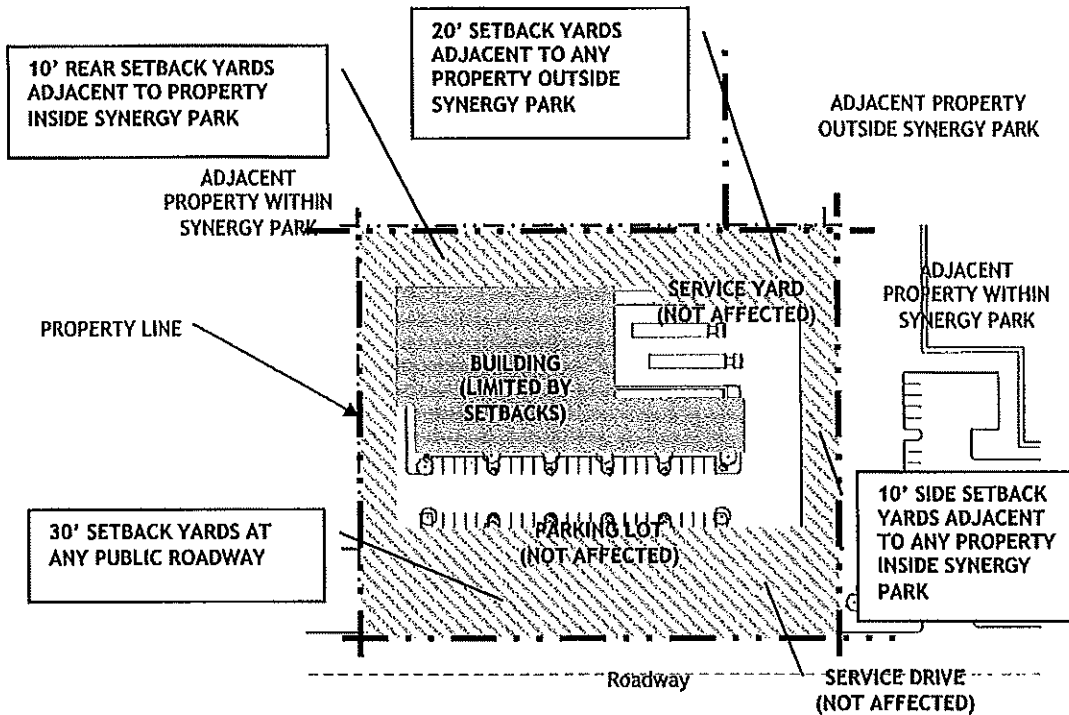 20' SETBACK YARDS
ADJACENT TO ANY
PROPERTY OUTSIDE
SYNERGY PARK
10' REAR SETBACK YARDS
ADJACENT TO PROPERTY
INSIDE SYNERGY PARK
ADJACENT PROPERTY
OUTSIDE SYNERGY PARK
ADJACENT
PROPERTY WITHIN
SYNERGY PARK
SERVICE YARD
(NOT AFFECTED)
ADJACENT
PROPERTY WITHIN
SYNERGY PARK
PROPERTY LINE
BUILDING
(LIMITED BY
SETBACKS)
10' SIDE SETBACK
YARDS ADJACENT
TO ANY PROPERTY
INSIDE SYNERGY
PARK
30' SETBACK YARDS AT
ANY PUBLIC ROADWAY
PARKING LOT
(NOT AFFECTED)
Roadway
SERVICE DRIVE
(NOT AFFECTED)